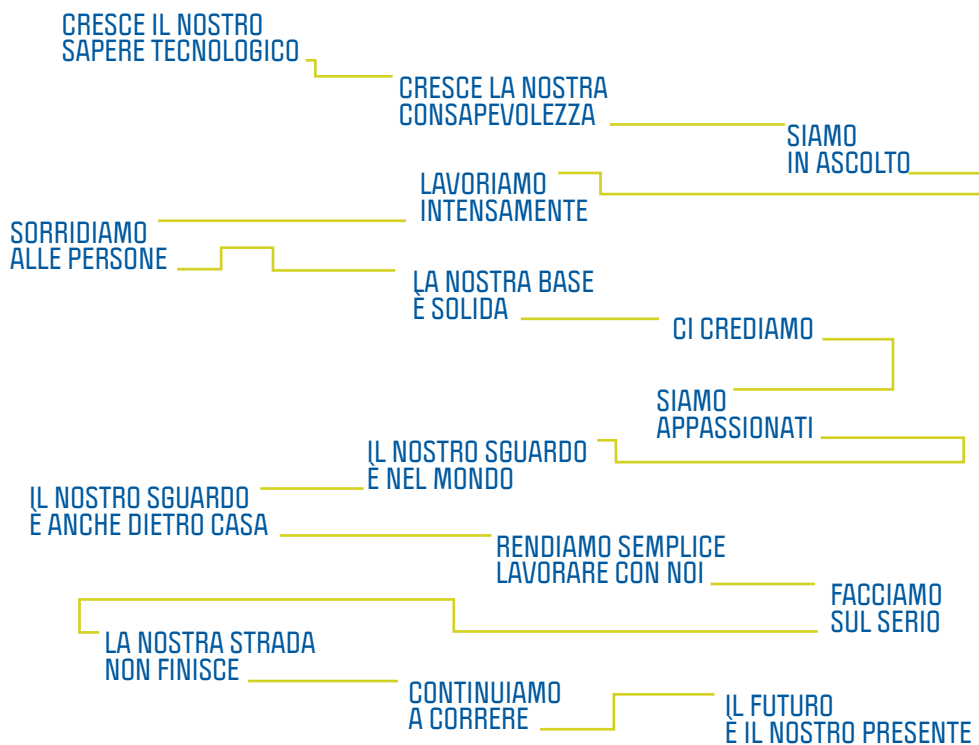 CRESCE IL NOSTRO
SAPERE TECNOLOGICO
CRESCE LA NOSTRA
CONSAPEVOLEZZA
SIAMO
IN ASCOLTO
LAVORIAMO
INTENSAMENTE
SORRIDIAMO
ALLE PERSONE
LA NOSTRA BASE
È SOLIDA
CI CREDIAMO
SIAMO
APPASSIONATI
IL NOSTRO SGUARDO
È NEL MONDO
IL NOSTRO SGUARDO
È ANCHE DIETRO CASA
RENDIAMO SEMPLICE
LAVORARE CON NOI
FACCIAMO
SUL SERIO
LA NOSTRA STRADA
NON FINISCE
CONTINUIAMO
A CORRERE
IL FUTURO
È IL NOSTRO PRESENTE